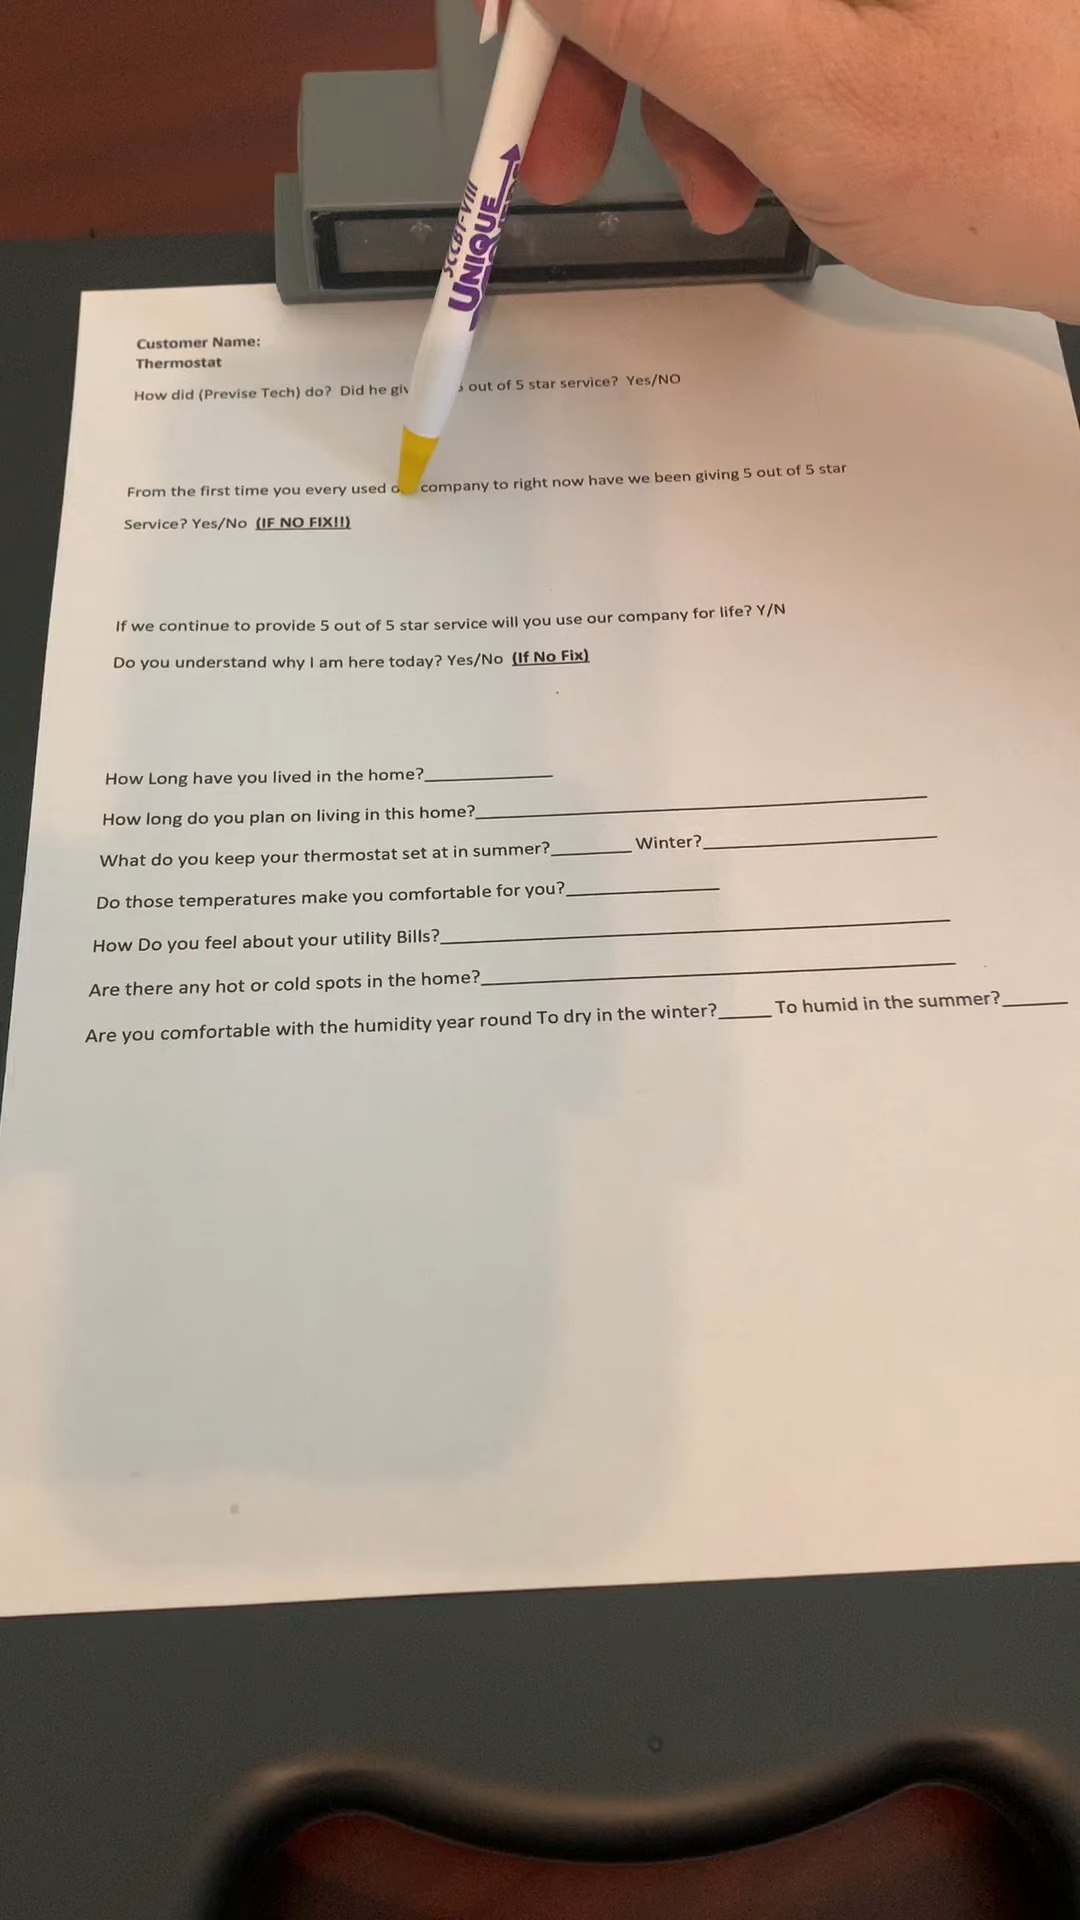 SCCBI-VIII
UNIQUE
Customer Name:
Thermostat
How did (Previse Tech) do? Did he out of 5 star service? Yes/NO
From the first time you every used company to right now have we been giving 5 out of 5 star
Service? Yes/No (IF NO FIX!!)
If we continue to provide 5 out of 5 star service will you use our company for life? Y/N
Do you understand why I am here today? Yes/No (If No Fix)
How Long have you lived in the home?
How long do you plan on living in this home?
What do you keep your thermostat set at in summer? Winter?
Do those temperatures make you comfortable for you?
How Do you feel about your utility Bills?
Are there any hot or cold spots in the home?
Are you comfortable with the humidity year round To dry in the winter? To humid in the summer?